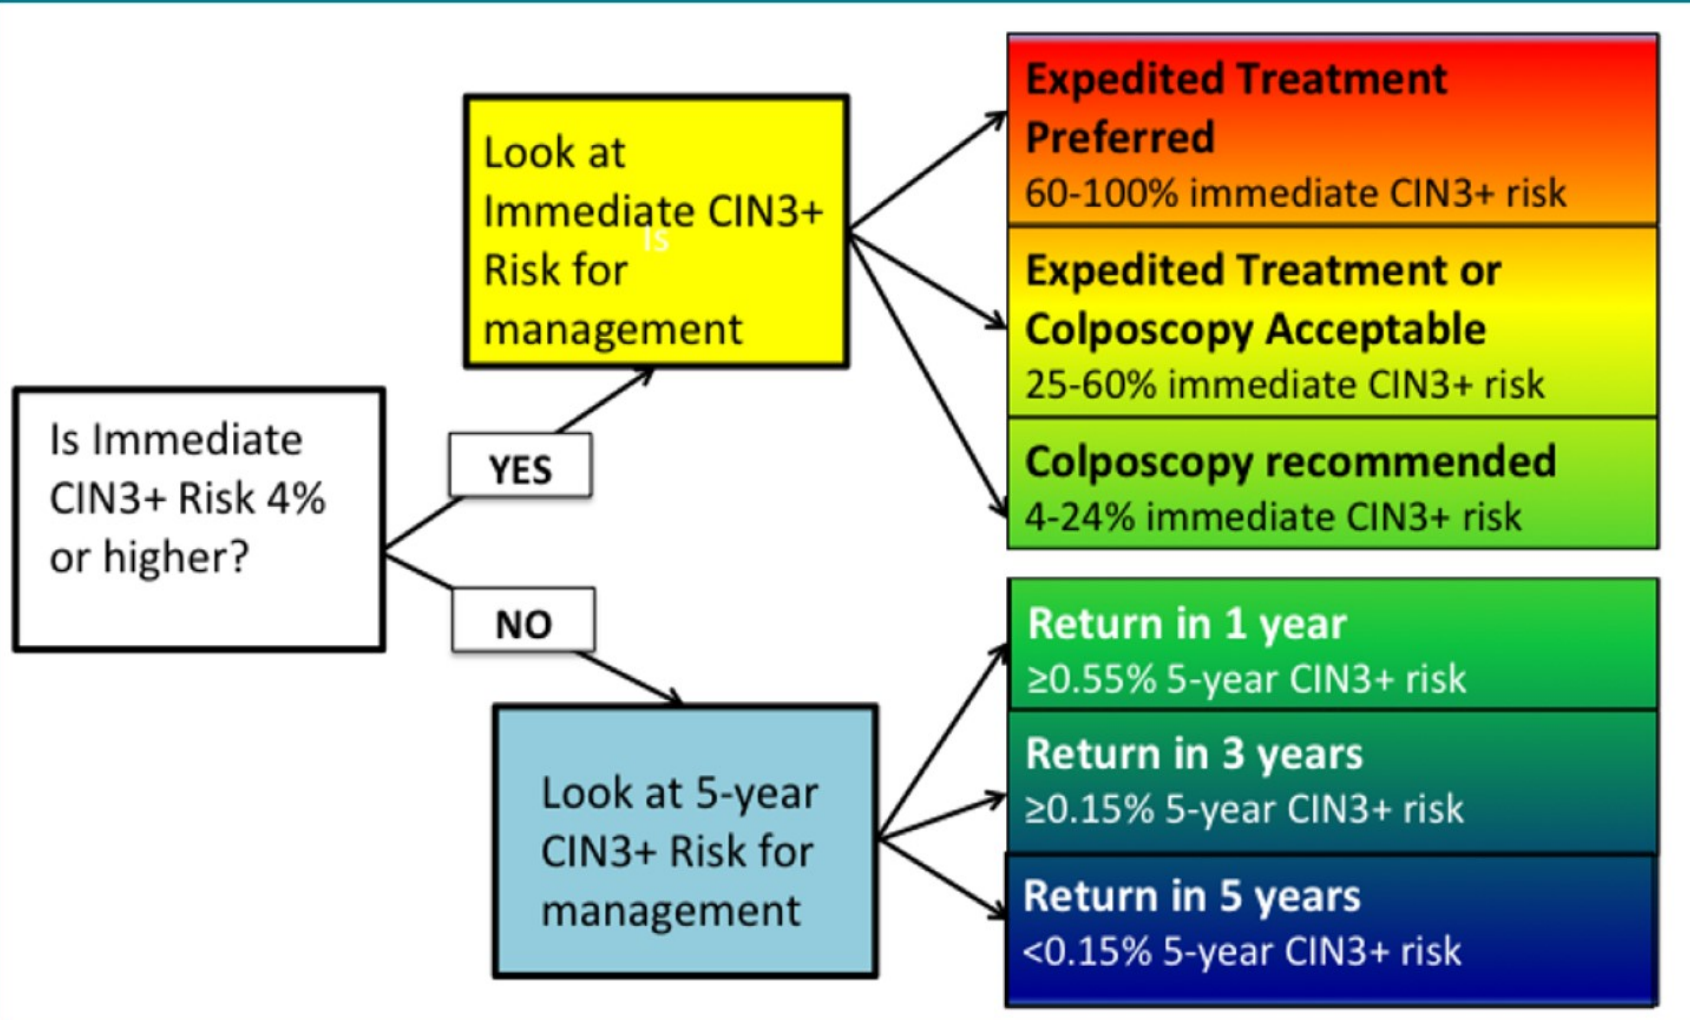 Is Immediate
CIN3+ Risk 4%
or higher?
YES
NO
Look at
Immediate CIN3+
Is
Risk for
management
Look at 5-year
CIN3+ Risk for
management
Expedited Treatment
Preferred
60-100% immediate CIN3+ risk
Expedited Treatment or
Colposcopy Acceptable
25-60% immediate CIN3+ risk
Colposcopy recommended
4-24% immediate CIN3+ risk
Return in 1 year
≥0.55% 5-year CIN3+ risk
Return in 3 years
≥0.15% 5-year CIN3+ risk
Return in 5 years
<0.15% 5-year CIN3+ risk